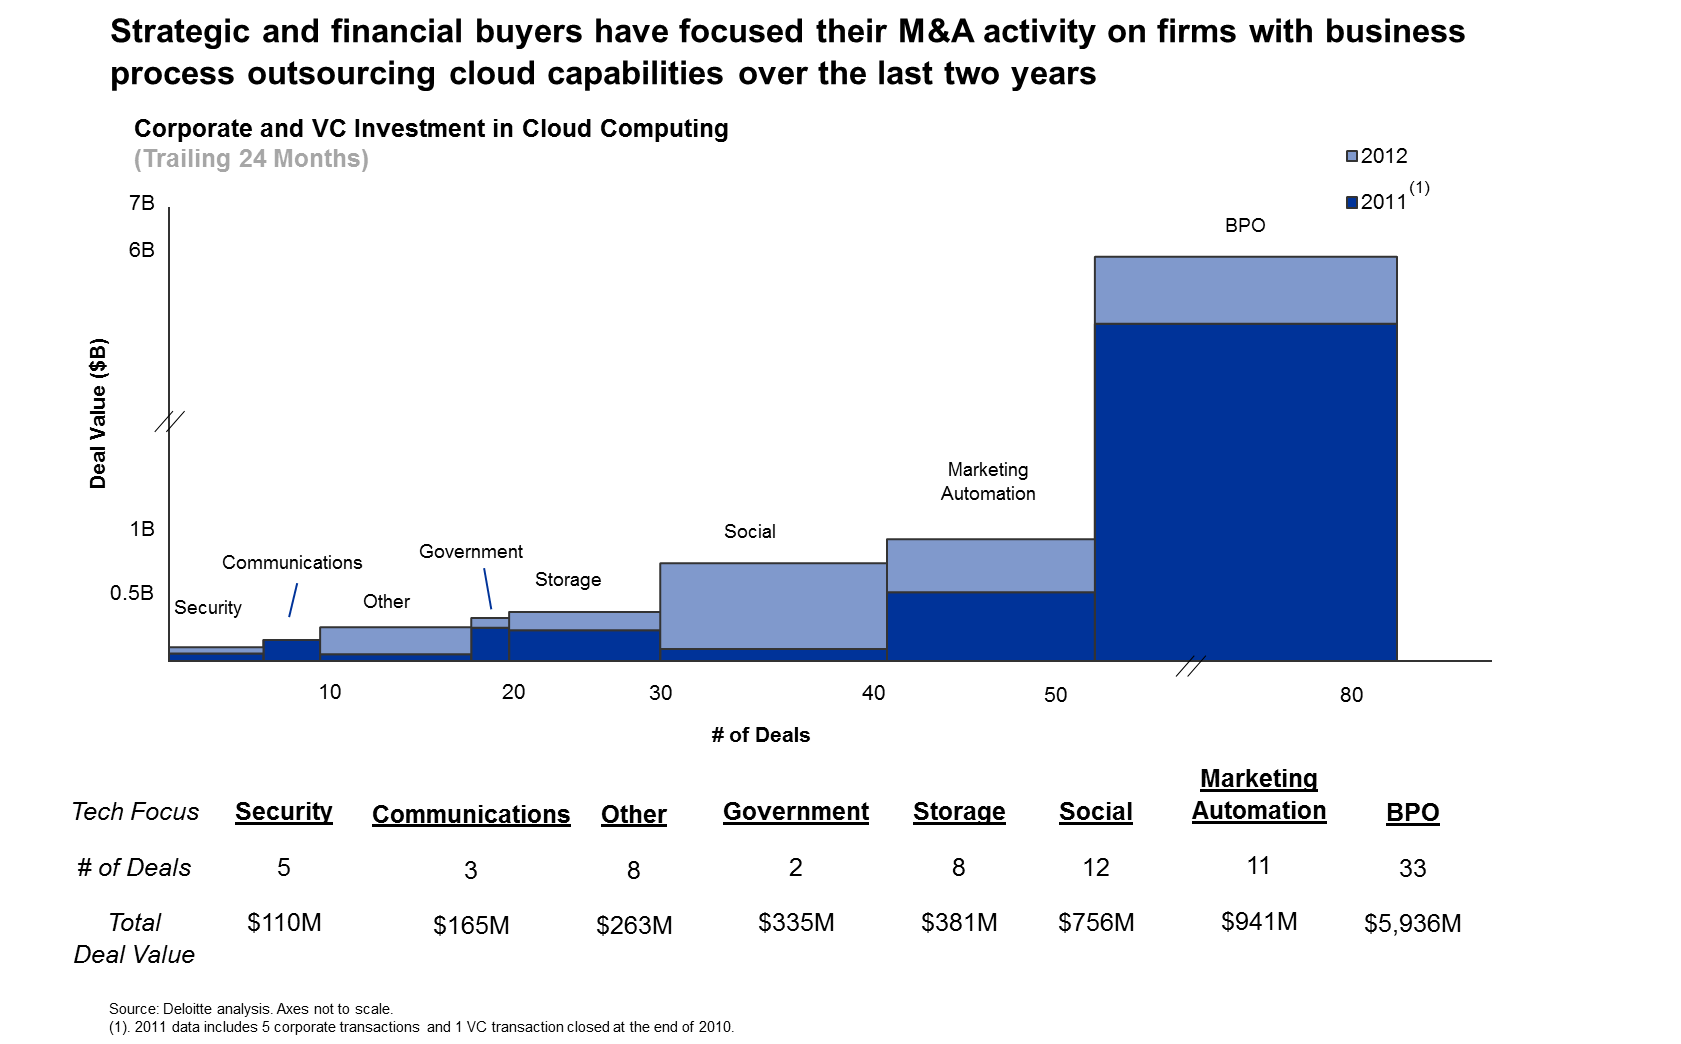 Strategic and financial buyers have focused their M&A activity on firms with business
process outsourcing cloud capabilities over the last two years
Corporate and VC Investment in Cloud Computing
(Trailing 24 Months)
2012
2011 (1)
7B
6B
1B
0.5B
Deal Value ($B)
BPO
Marketing
Automation
Social
Government
Communications
Storage
Other
Security
10 20 30 40 50 80
# of Deals
Tech Focus Security Communications Other Government Storage Social Marketing Automation BPO
# of Deals 5 3 8 2 8 12 11 33
Total $110M $165M $263M $335M $381M $756M $941M $5,936M
Deal Value
Source: Deloitte analysis. Axes not to scale.
(1). 2011 data includes 5 corporate transactions and 1 VC transaction closed at the end of 2010.